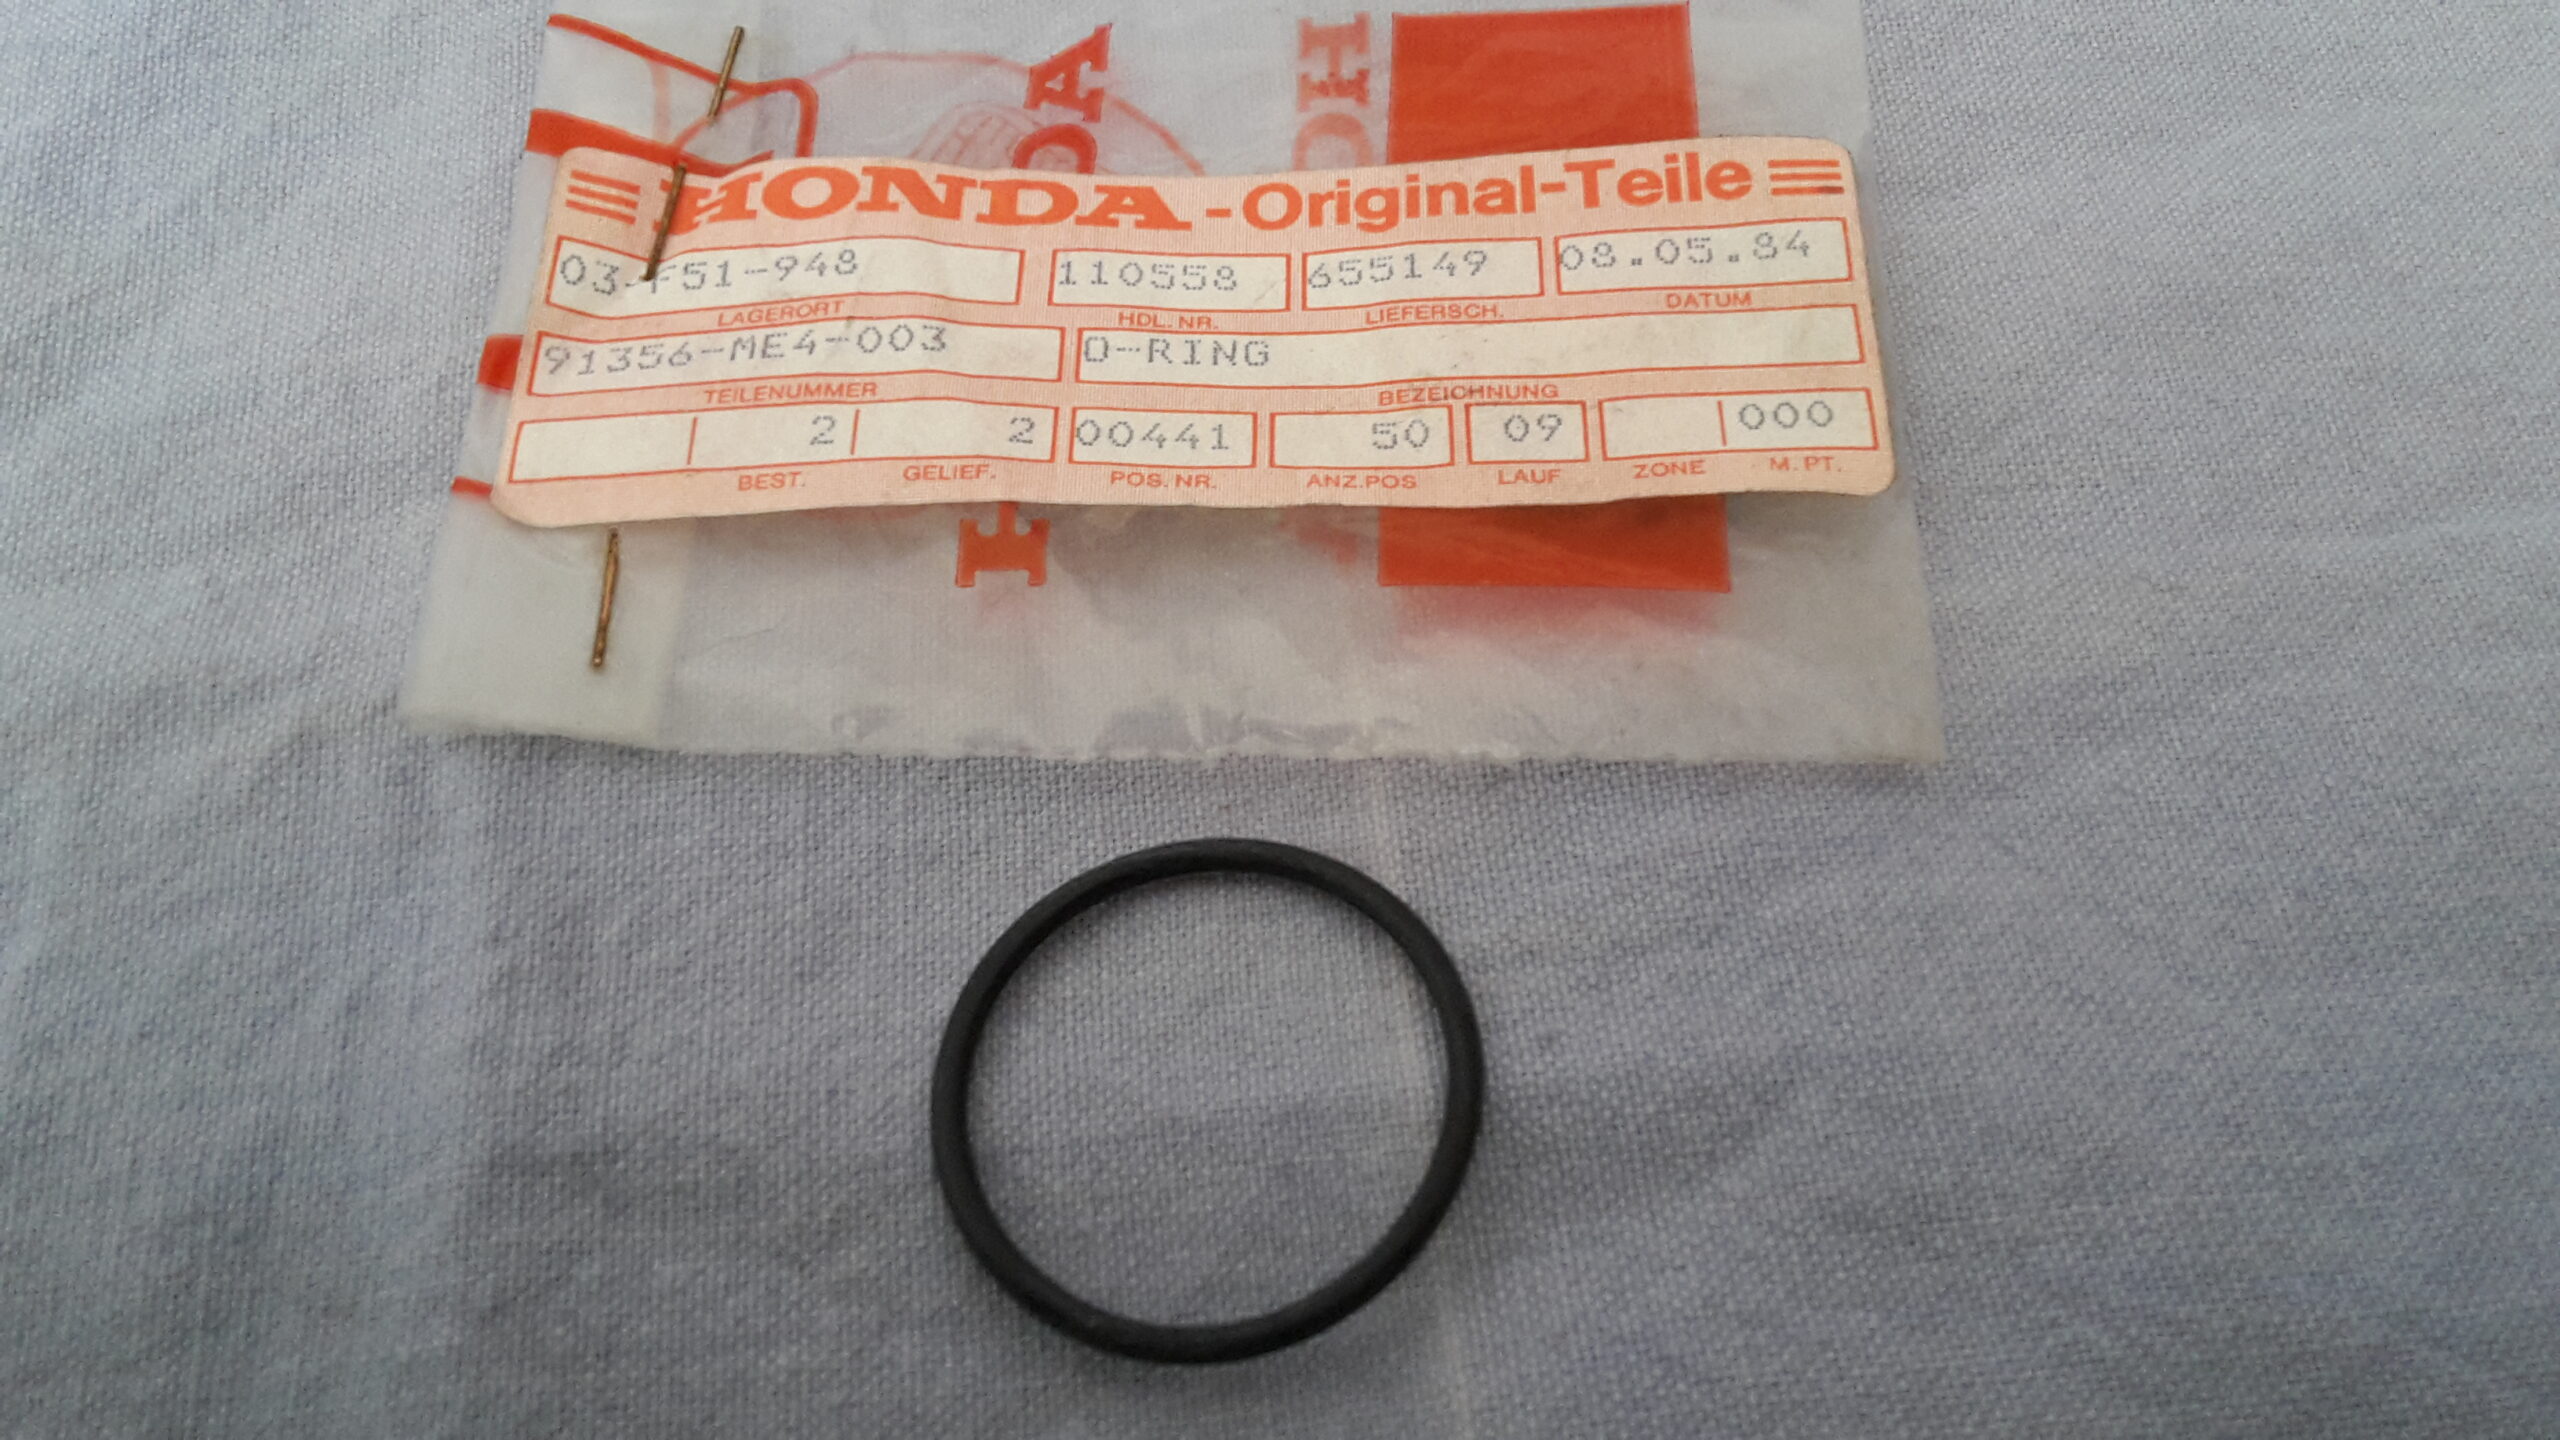 HONDA-Original-Teile
03-F51-948 110558 655149 08.05.84
LAGERORT HDL.NR. LIEFERSCH. DATUM
91356-ME4-003 O-RING
TEILENUMMER BEZEICHNUNG
2 2 00441 50 09 000
BEST. GELIEF. POS.NR. ANZ.POS LAUF ZONE M.PT.